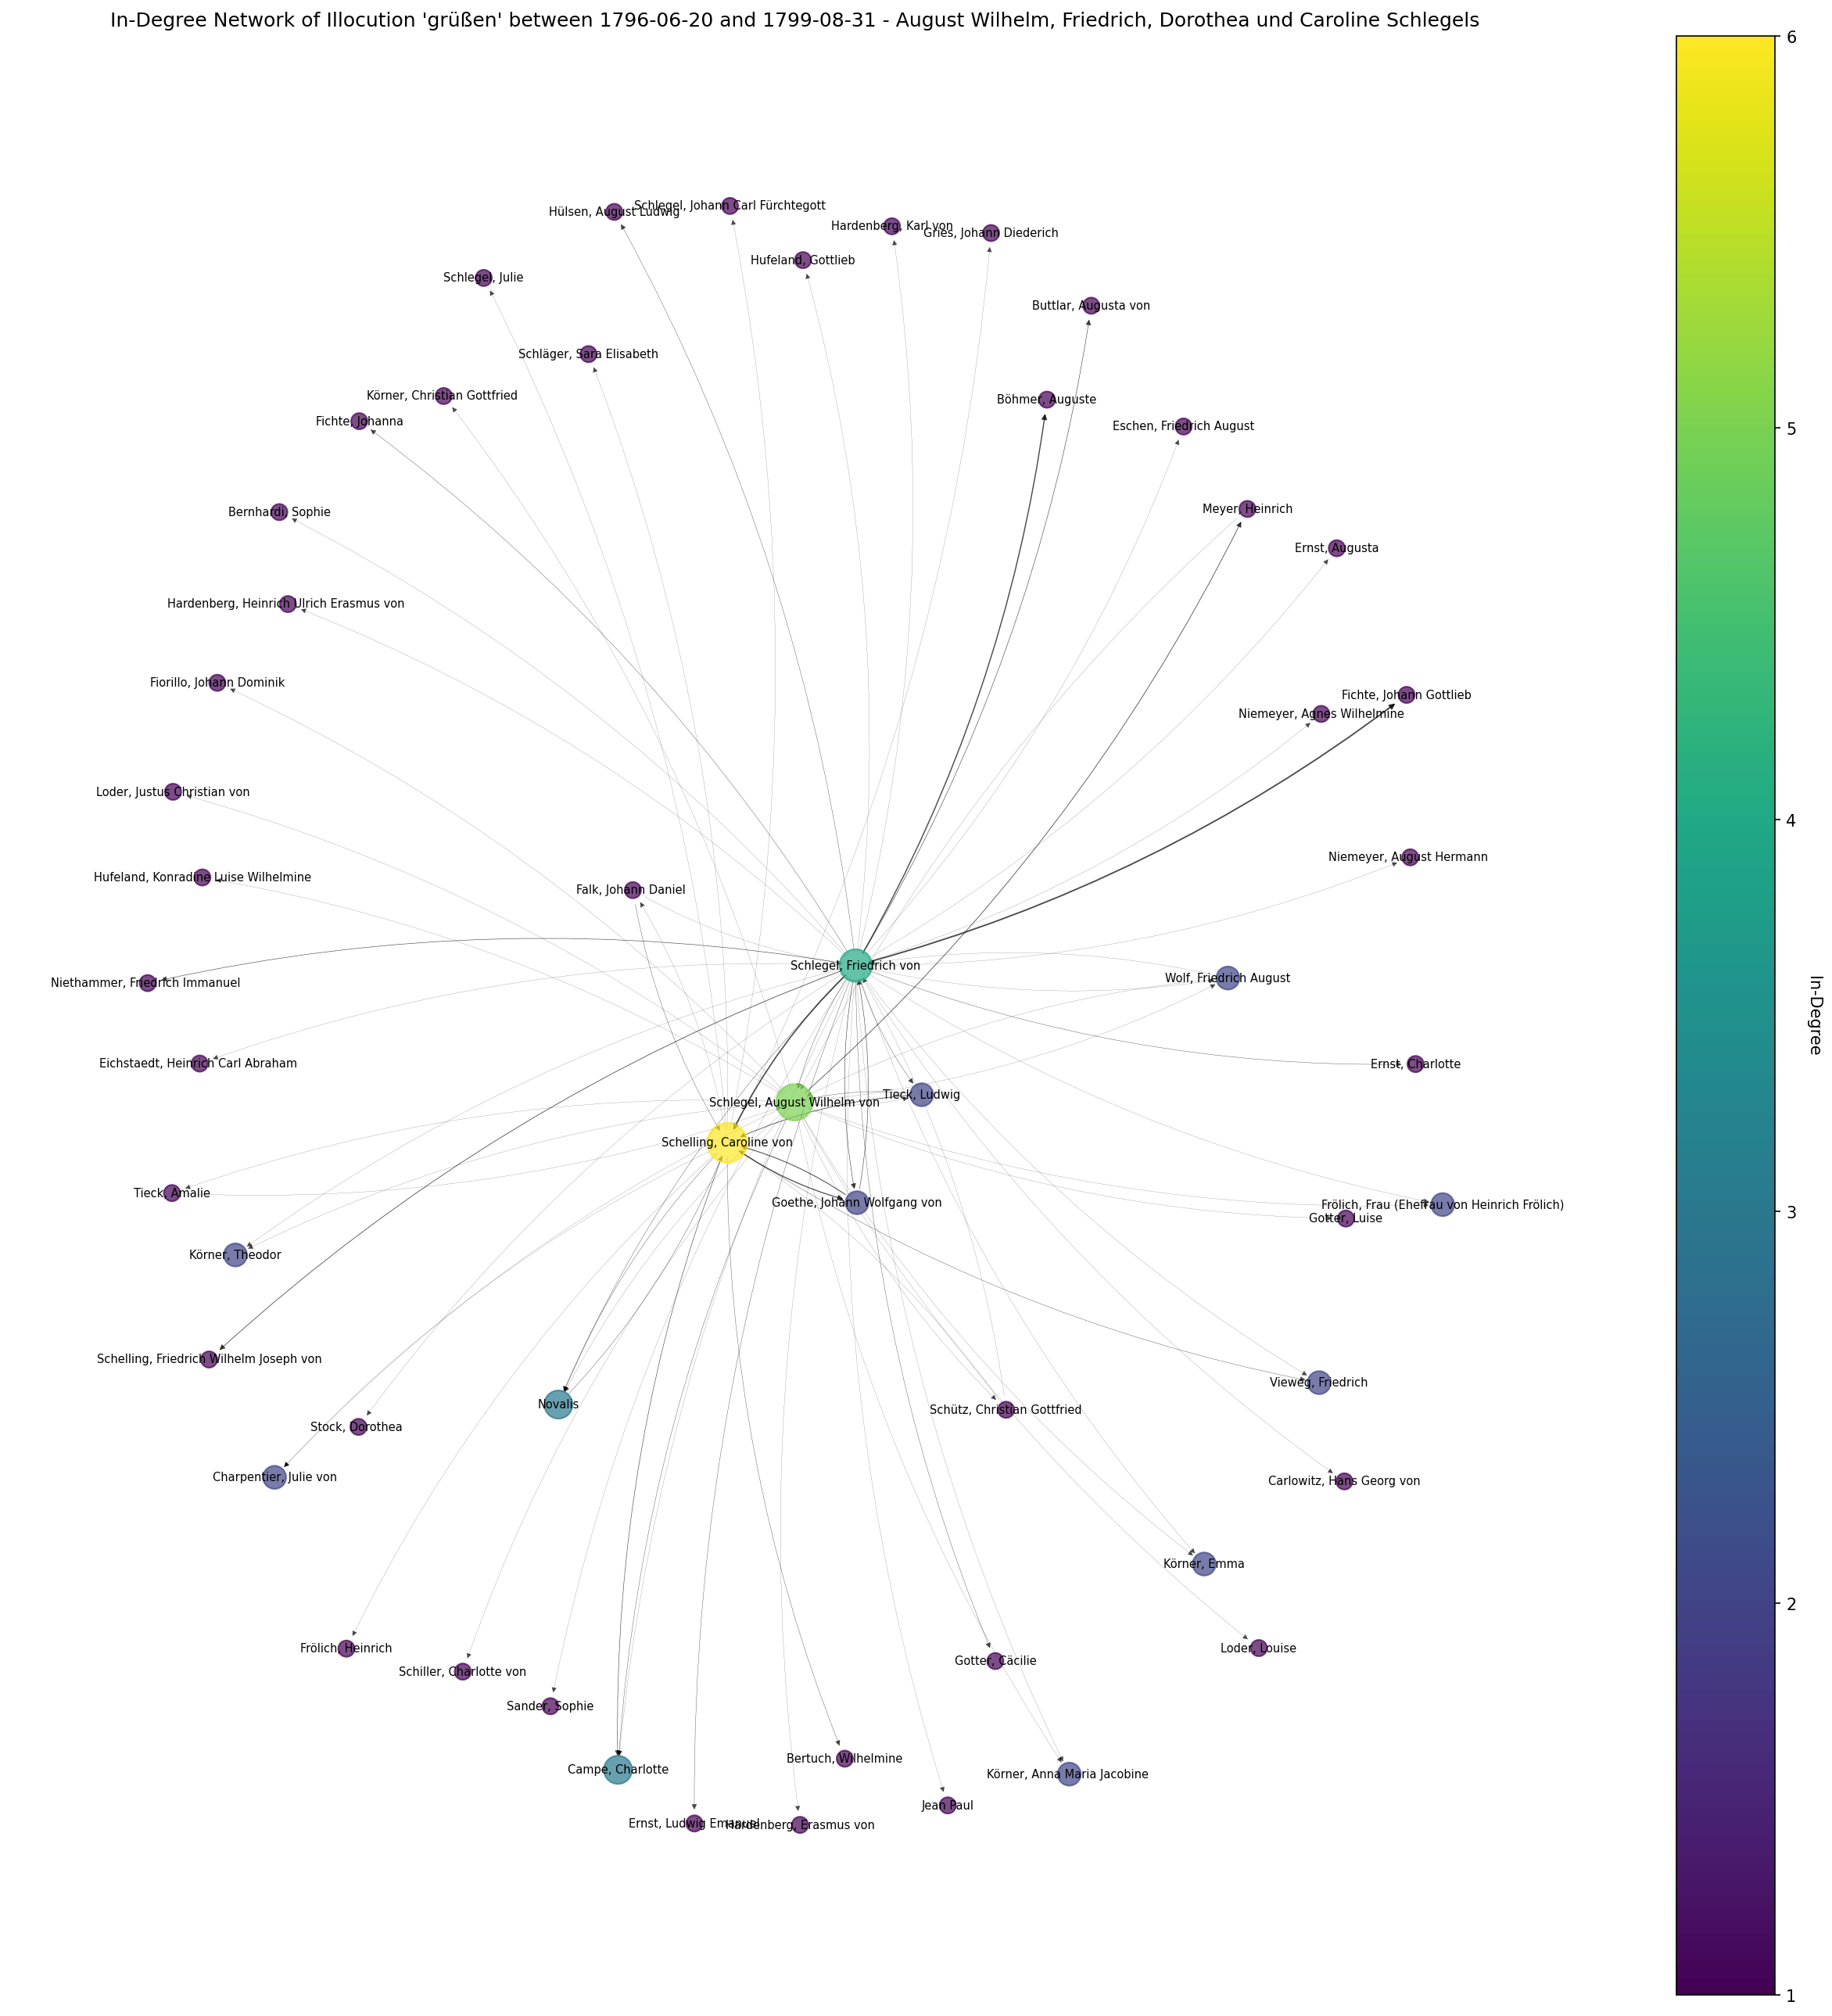 In-Degree Network of Illocution 'grüßen' between 1796-06-20 and 1799-08-31 - August Wilhelm, Friedrich, Dorothea und Caroline Schlegels
6
Schlegel, Johann Carl Fürchtegott
Hülsen, August Ludwig
Hardenberg, Karl von
Gries, Johann Diederich
Hufeland, Gottlieb
Schlegel, Julie
Buttlar, Augusta von
Schläger, Sara Elisabeth
Körner, Christian Gottfried
Böhmer, Auguste
Fichte, Johanna
Eschen, Friedrich August
5
Meyer, Heinrich
Bernhardi, Sophie
Ernst, Augusta
Hardenberg, Heinrich Ulrich Erasmus von
Fiorillo, Johann Dominik
Fichte, Johann Gottlieb
Niemeyer, Agnes Wilhelmine
Loder, Justus Christian von
4
Niemeyer, August Hermann
Hufeland, Konradine Luise Wilhelmine
Falk, Johann Daniel
Schlegel, Friedrich von
Wolf, Friedrich August
Niethammer, Friedrich Immanuel
In-Degree
Eichstaedt, Heinrich Carl Abraham
Ernst, Charlotte
Tieck, Ludwig
Schlegel, August Wilhelm von
Schelling, Caroline von
Tieck, Amalie
Goethe, Johann Wolfgang von
Frölich, Frau (Ehefrau von Heinrich Frölich)
3
Gotter, Luise
Körner, Theodor
Schelling, Friedrich Wilhelm Joseph von
Vieweg, Friedrich
Novalis
Schütz, Christian Gottfried
Stock, Dorothea
Charpentier, Julie von
Carlowitz, Hans Georg von
Körner, Emma
2
Frölich, Heinrich
Loder, Louise
Gotter, Cäcilie
Schiller, Charlotte von
Sander, Sophie
Bertuch, Wilhelmine
Campe, Charlotte
Körner, Anna Maria Jacobine
Jean Paul
Ernst, Ludwig Emanuel
Hardenberg, Erasmus von
1